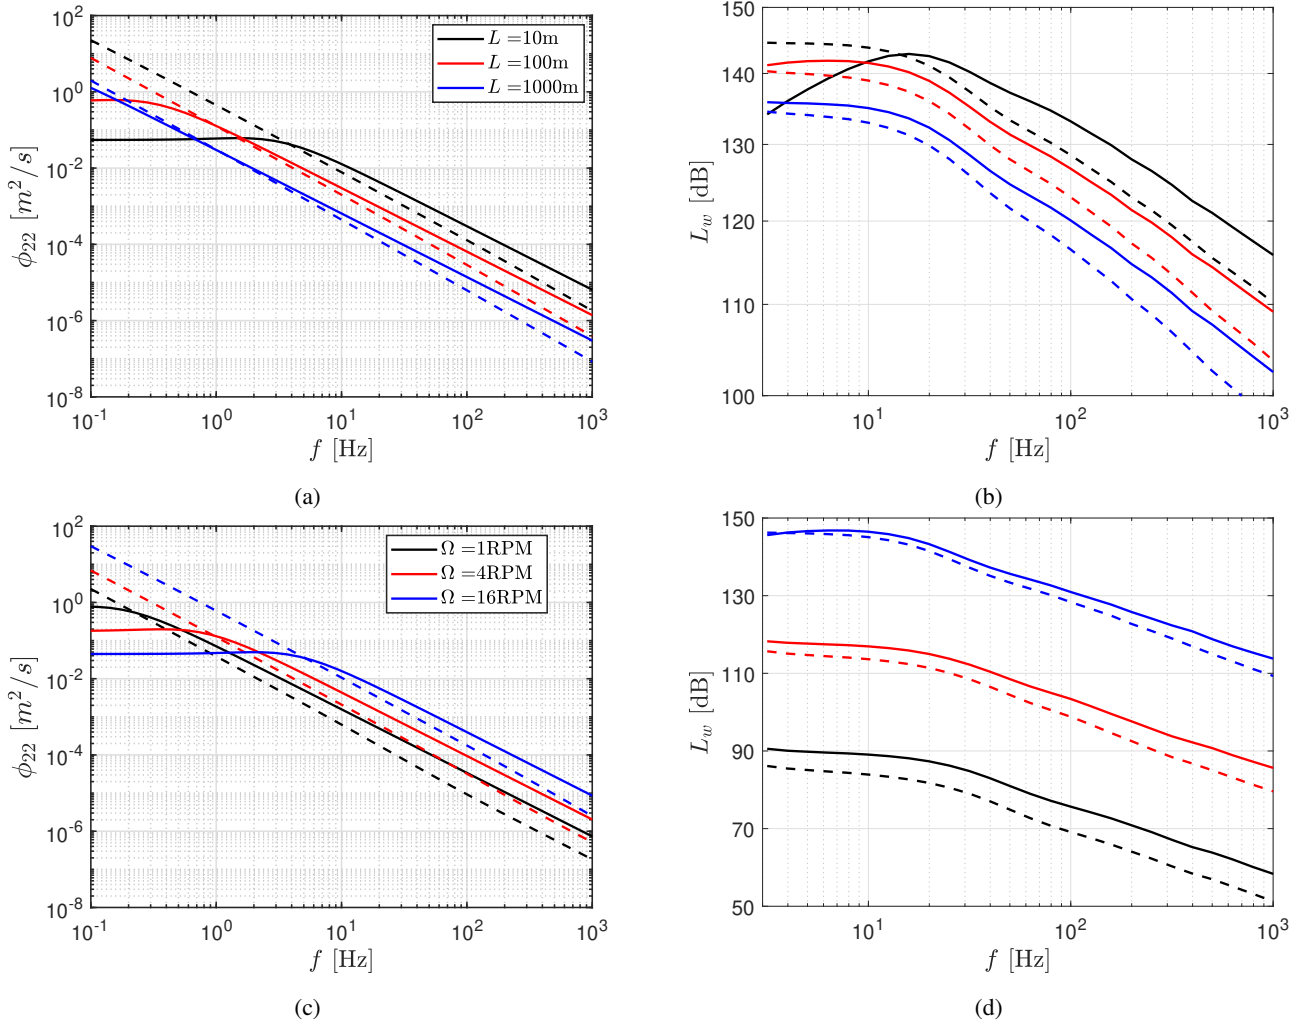 10^2
10^0
10^-2
10^-4
10^-6
10^-8
ϕ_22 [m^2/s]
L =10m
L =100m
L =1000m
10^-1 10^0 10^1 10^2 10^3
f [Hz]
(a)
150
140
130
120
110
100
L_w [dB]
10^1 10^2 10^3
f [Hz]
(b)
10^2
10^0
10^-2
10^-4
10^-6
10^-8
ϕ_22 [m^2/s]
Ω =1RPM
Ω =4RPM
Ω =16RPM
10^-1 10^0 10^1 10^2 10^3
f [Hz]
(c)
150
130
110
90
70
50
L_w [dB]
10^1 10^2 10^3
f [Hz]
(d)